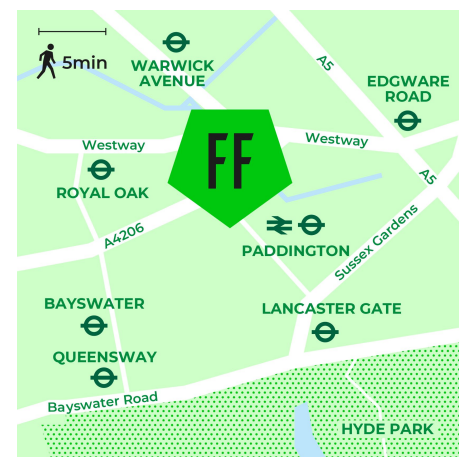 5min
WARWICK
AVENUE
A5
EDGWARE
ROAD
Westway
FF
Westway
ROYAL OAK
A5
A4206
PADDINGTON
Sussex Gardens
BAYSWATER
LANCASTER GATE
QUEENSWAY
Bayswater Road
HYDE PARK